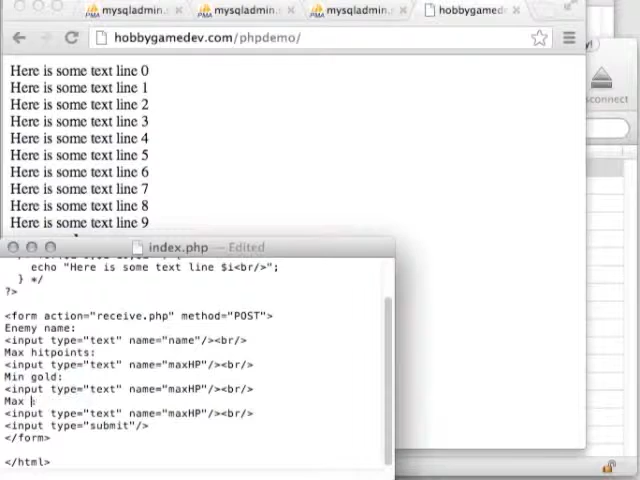 mysqladmin.
mysqladmin.
mysqladmin.
hobbygamed
hobbygamedev.com/phpdemo/
Here is some text line 0
Here is some text line 1
Here is some text line 2
Here is some text line 3
Here is some text line 4
Here is some text line 5
Here is some text line 6
Here is some text line 7
Here is some text line 8
Here is some text line 9
sconnect
index.php — Edited
echo "Here is some text line $i<br/>";
} */
?>
<form action="receive.php" method="POST">
Enemy name:
<input type="text" name="name"/><br/>
Max hitpoints:
<input type="text" name="maxHP"/><br/>
Min gold:
<input type="text" name="maxHP"/><br/>
Max :
<input type="text" name="maxHP"/><br/>
<input type="submit"/>
</form>
</html>